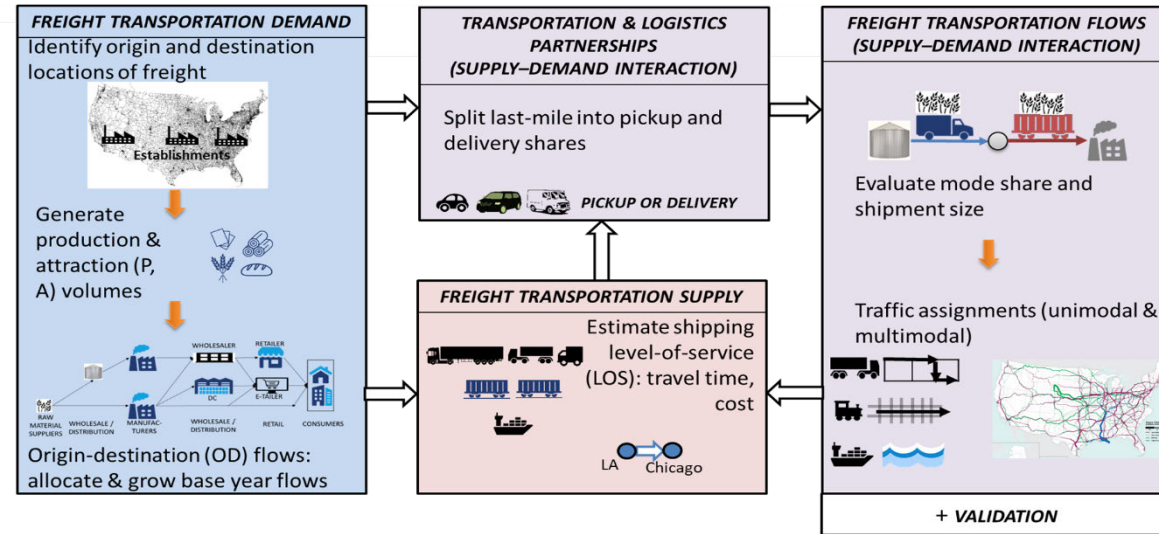 FREIGHT TRANSPORTATION DEMAND
Identify origin and destination
locations of freight
Establishments
Generate
production &
attraction (P,
A) volumes
WHOLESALER
RETAILER
DC
E-TAILER
RAW
MATERIAL
SUPPLIERS
WHOLESALE /
DISTRIBUTION
MANUFAC-
TURERS
WHOLESALE /
DISTRIBUTION
RETAIL
CONSUMERS
Origin-destination (OD) flows:
allocate & grow base year flows
TRANSPORTATION & LOGISTICS
PARTNERSHIPS
(SUPPLY–DEMAND INTERACTION)
Split last-mile into pickup and
delivery shares
PICKUP OR DELIVERY
FREIGHT TRANSPORTATION SUPPLY
Estimate shipping
level-of-service
(LOS): travel time,
cost
LA
Chicago
FREIGHT TRANSPORTATION FLOWS
(SUPPLY–DEMAND INTERACTION)
Evaluate mode share and
shipment size
Traffic assignments (unimodal &
multimodal)
+ VALIDATION